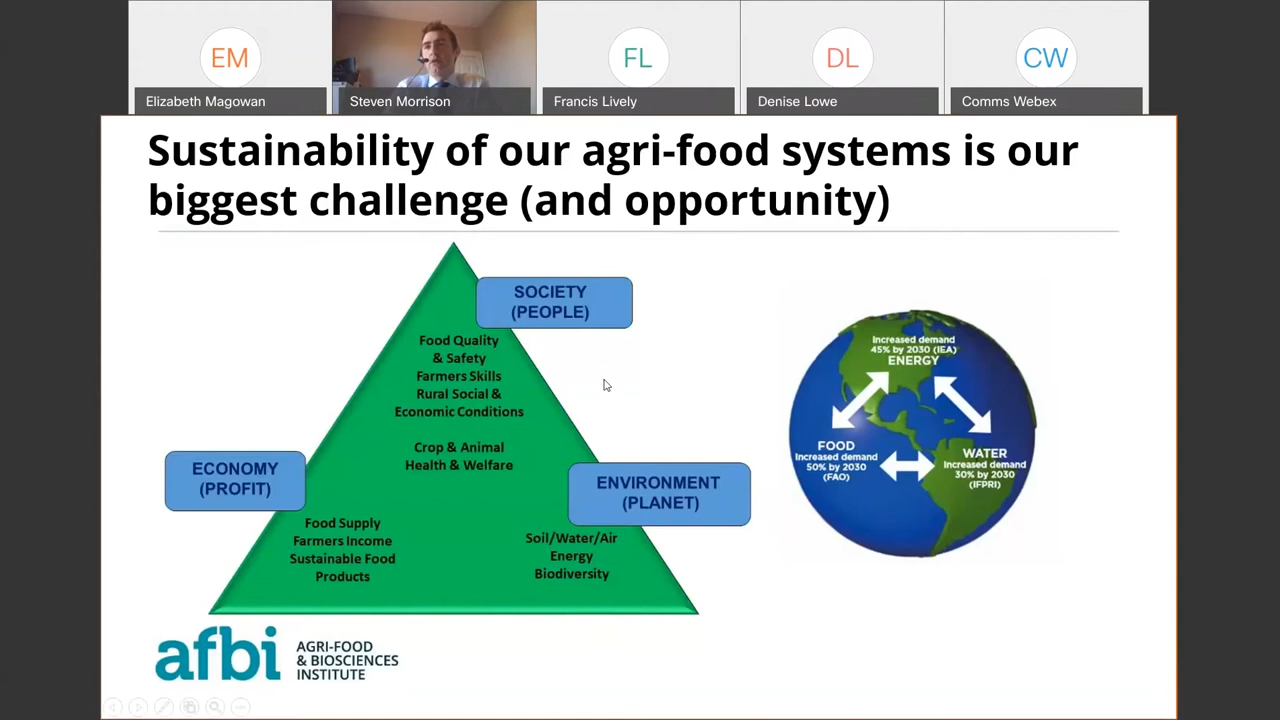 EM
FL
DL
CW
Elizabeth Magowan
Steven Morrison
Francis Lively
Denise Lowe
Comms Webex
Sustainability of our agri-food systems is our
biggest challenge (and opportunity)
SOCIETY
(PEOPLE)
Food Quality
& Safety
Farmers Skills
Rural Social &
Economic Conditions
Crop & Animal
Health & Welfare
ECONOMY
(PROFIT)
Food Supply
Farmers Income
Sustainable Food
Products
ENVIRONMENT
(PLANET)
Soil/Water/Air
Energy
Biodiversity
Increased demand
45% by 2030 (IEA)
ENERGY
FOOD
Increased demand
50% by 2030
(FAO)
WATER
Increased demand
30% by 2030
(IFPRI)
afbi
AGRI-FOOD
& BIOSCIENCES
INSTITUTE